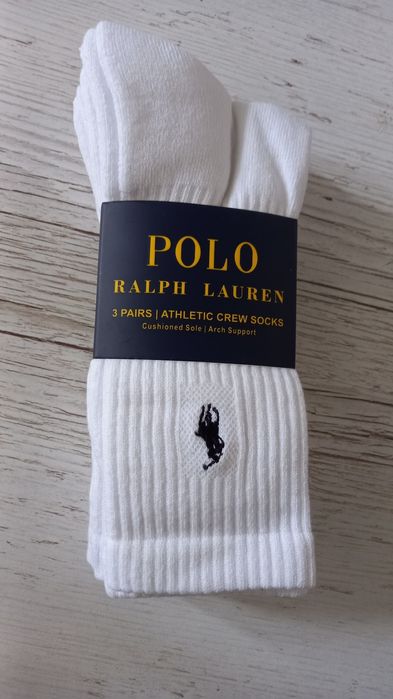 POLO
RALPH LAUREN
3 PAIRS | ATHLETIC CREW SOCKS
Cushioned Sole | Arch Support